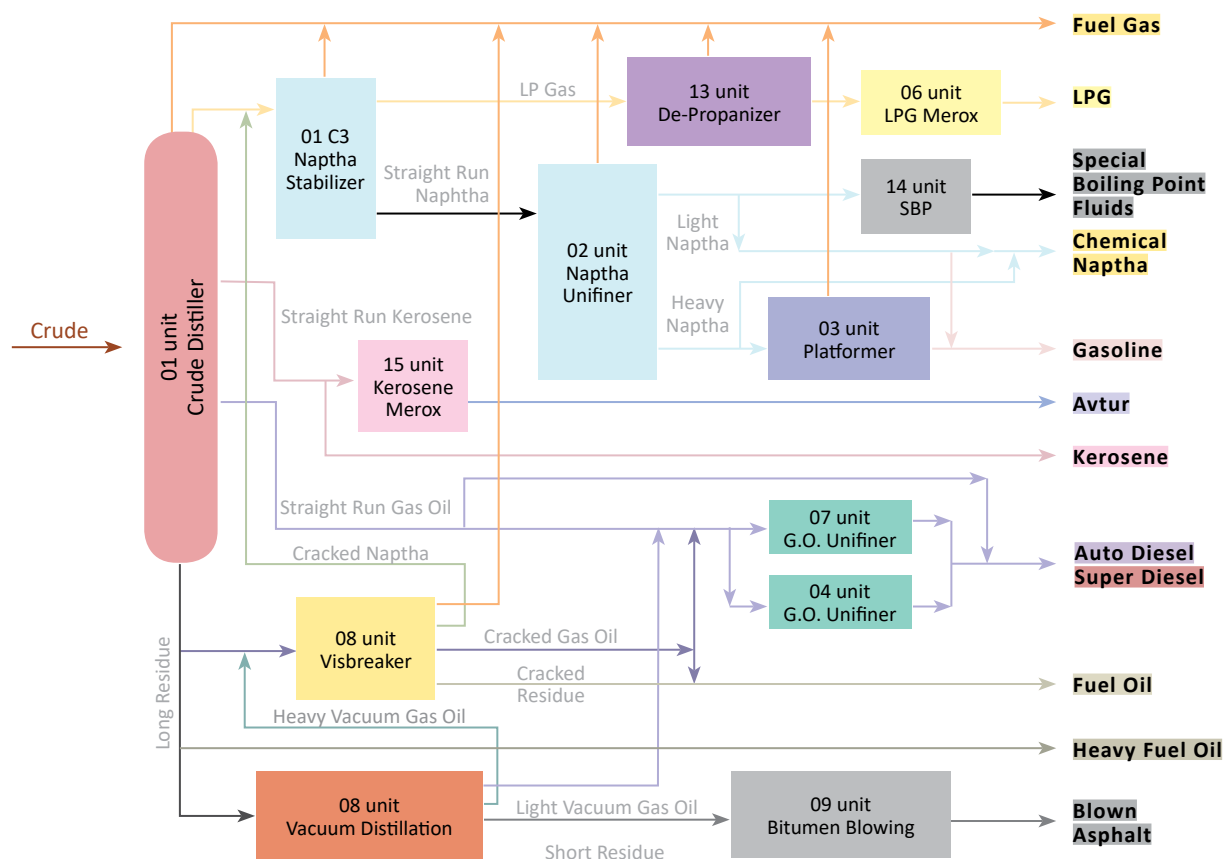 Fuel Gas
LP Gas
13 unit
De-Propanizer
06 unit
LPG Merox
LPG
01 C3
Naptha
Stabilizer
Straight Run
Naphtha
02 unit
Naptha
Unifiner
Light
Naptha
14 unit
SBP
Special
Boiling Point
Fluids
Chemical
Naptha
Crude
01 unit
Crude Distiller
Straight Run Kerosene
Heavy
Naptha
03 unit
Platformer
Gasoline
15 unit
Kerosene
Merox
Avtur
Kerosene
Straight Run Gas Oil
07 unit
G.O. Unifiner
04 unit
G.O. Unifiner
Auto Diesel
Super Diesel
Cracked Naptha
08 unit
Visbreaker
Cracked Gas Oil
Cracked
Residue
Fuel Oil
Long Residue
Heavy Vacuum Gas Oil
Heavy Fuel Oil
08 unit
Vacuum Distillation
Light Vacuum Gas Oil
Short Residue
09 unit
Bitumen Blowing
Blown
Asphalt